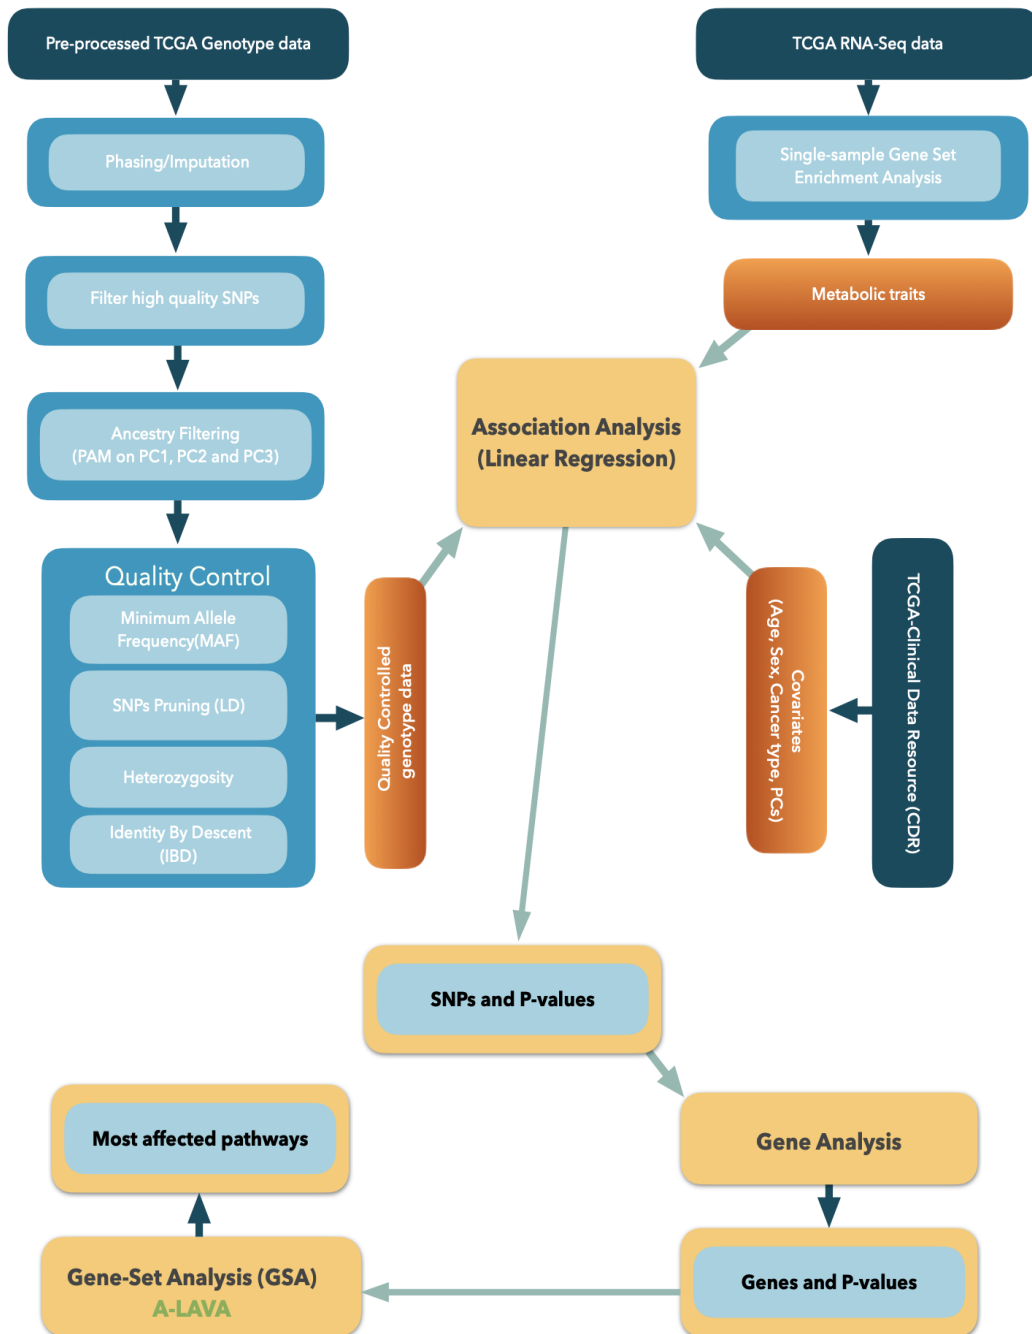 Pre-processed TCGA Genotype data
TCGA RNA-Seq data
Phasing/Imputation
Single-sample Gene Set
Enrichment Analysis
Filter high quality SNPs
Metabolic traits
Ancestry Filtering
(PAM on PC1, PC2 and PC3)
Association Analysis
(Linear Regression)
Quality Control
Minimum Allele
Frequency(MAF)
SNPs Pruning (LD)
Heterozygosity
Identity By Descent
(IBD)
Quality Controlled
genotype data
Covariates
(Age, Sex, Cancer type, PCs)
TCGA-Clinical Data Resource (CDR)
SNPs and P-values
Gene Analysis
Genes and P-values
Gene-Set Analysis (GSA)
A-LAVA
Most affected pathways